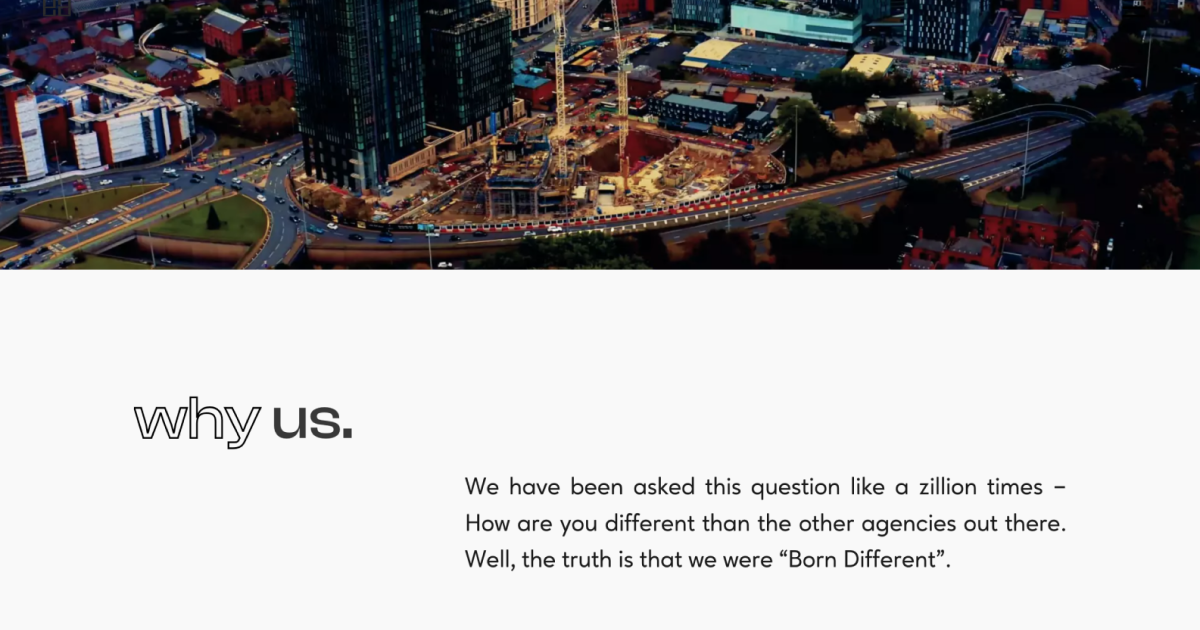 why us.
We have been asked this question like a zillion times –
How are you different than the other agencies out there.
Well, the truth is that we were “Born Different”.